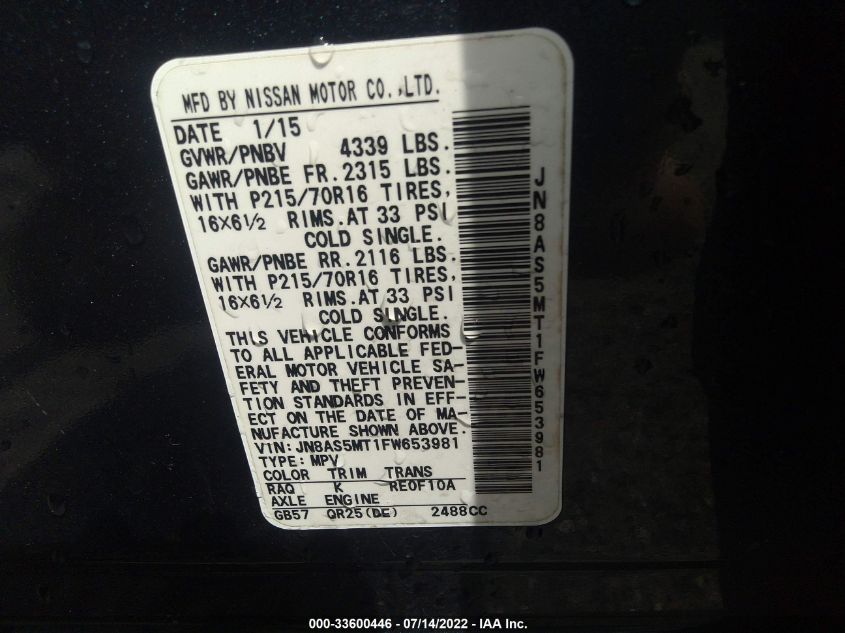 MFD BY NISSAN MOTOR CO.,LTD.
DATE 1/15
GVWR/PNBV 4339 LBS.
GAWR/PNBE FR.2315 LBS.
WITH P215/70R16 TIRES,
16X6½ RIMS.AT 33 PSI
COLD SINGLE.
GAWR/PNBE RR.2116 LBS.
WITH P215/70R16 TIRES,
16X6½ RIMS.AT 33 PSI
COLD SINGLE.
THIS VEHICLE CONFORMS
TO ALL APPLICABLE FED-
ERAL MOTOR VEHICLE SA-
FETY AND THEFT PREVEN-
TION STANDARDS IN EFF-
ECT ON THE DATE OF MA-
NUFACTURE SHOWN ABOVE.
VIN:JN8AS5MT1FW653981
TYPE:MPV
COLOR TRIM TRANS
RAQ K RE0F10A
AXLE ENGINE
GB57 QR25(DE) 2488CC
JN8AS5MT1FW653981
000-33600446 - 07/14/2022 - IAA Inc.